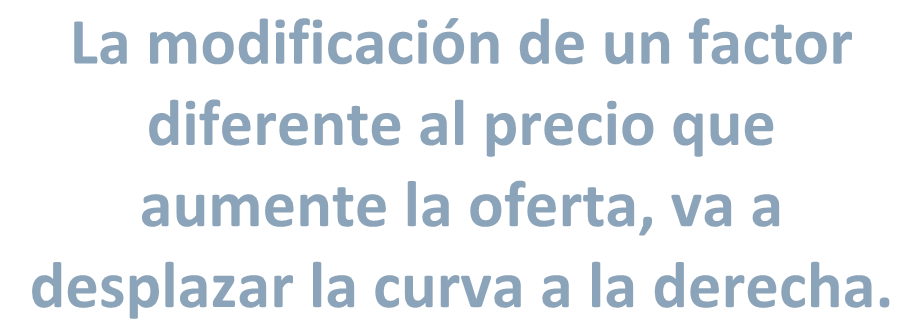 La modificación de un factor
diferente al precio que
aumente la oferta, va a
desplazar la curva a la derecha.